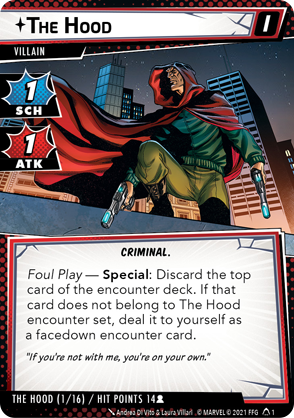 THE HOOD
I
VILLAIN
1
SCH
1
ATK
CRIMINAL.
Foul Play — Special: Discard the top
card of the encounter deck. If that
card does not belong to The Hood
encounter set, deal it to yourself as
a facedown encounter card.
"If you're not with me, you're on your own."
THE HOOD (1/16) / HIT POINTS 14
Andrea Di Vito & Laura Villari . © MARVEL © 2021 FFG 1